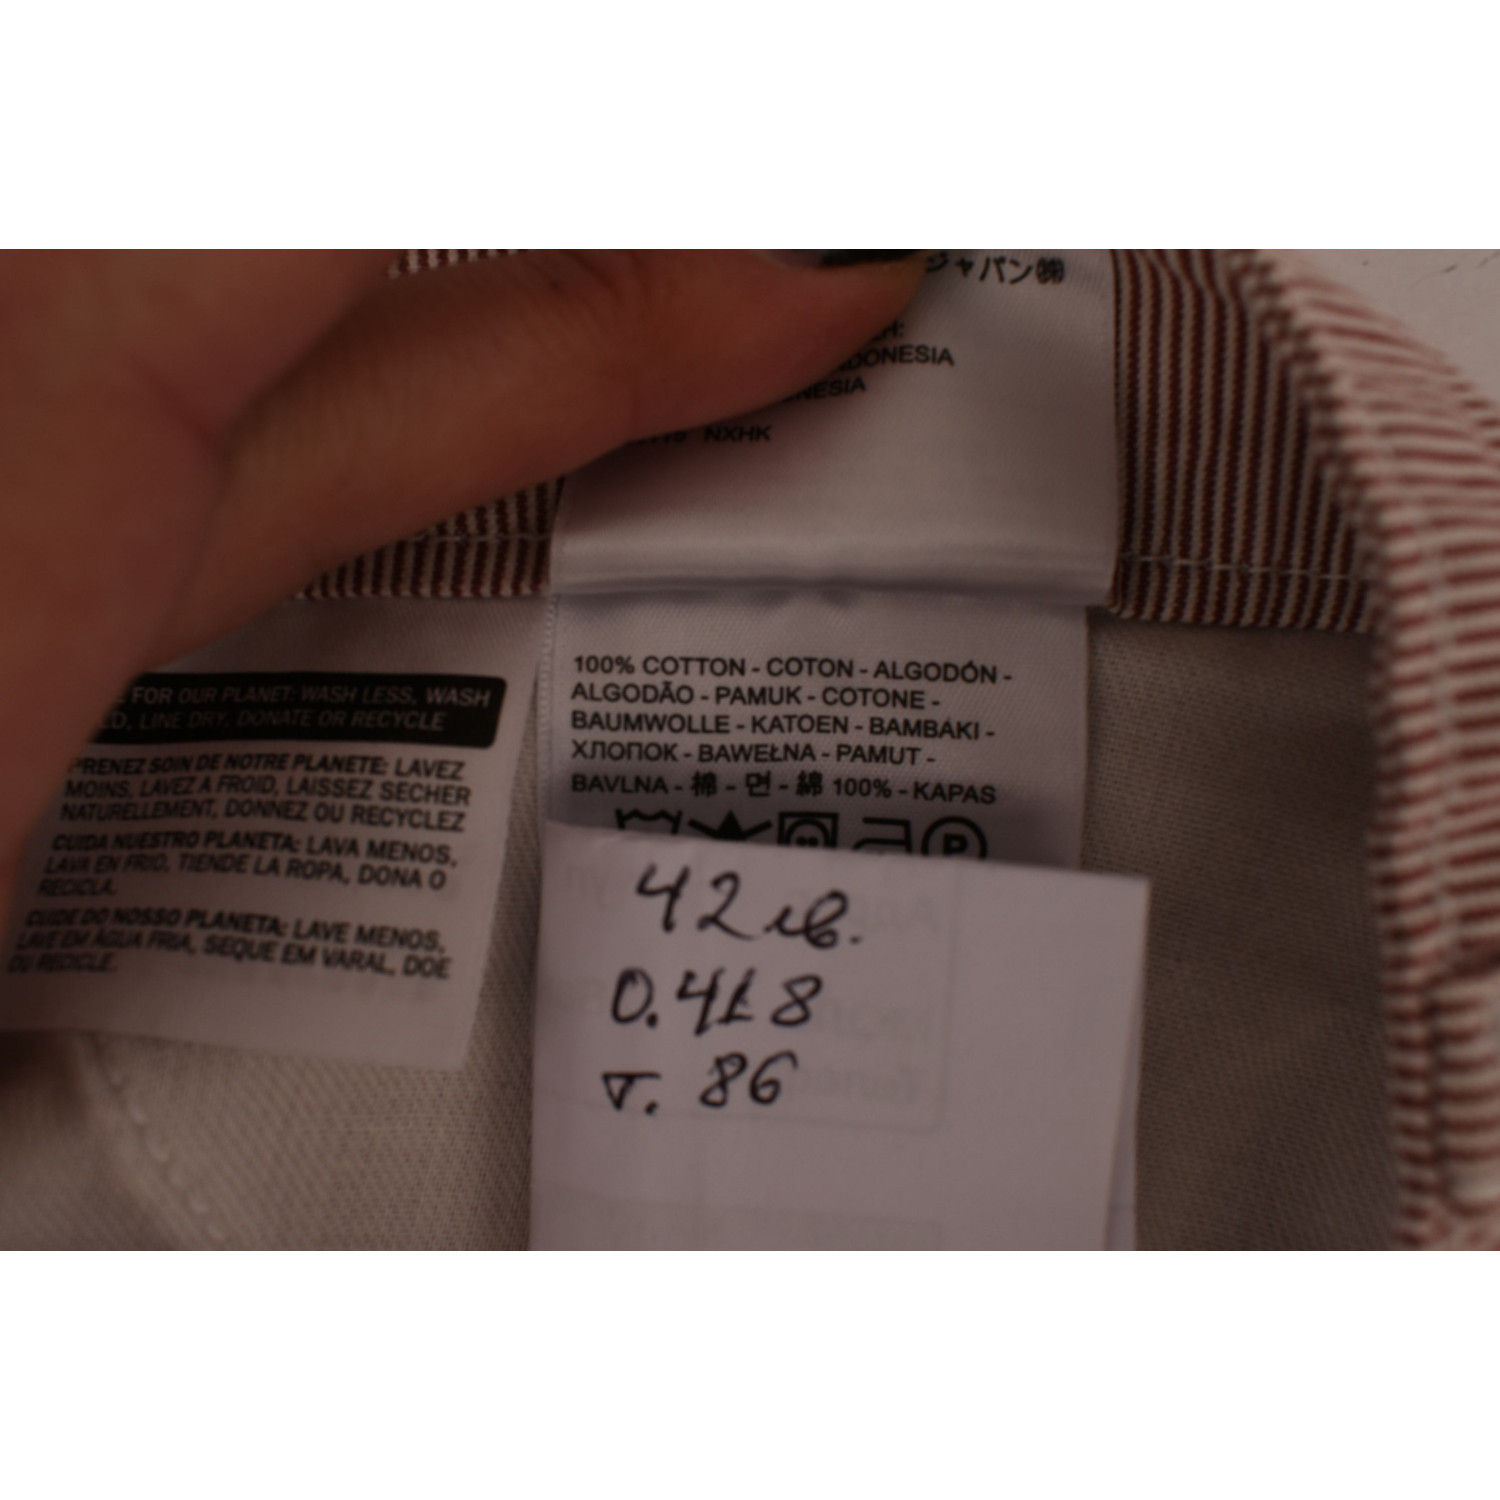 ジャパン㈱
NXHK
FOR OUR PLANET: WASH LESS, WASH
LINE DRY, DONATE OR RECYCLE
PRENEZ SOIN DE NOTRE PLANETE: LAVEZ
MOINS, LAVEZ A FROID, LAISSEZ SECHER
NATURELLEMENT, DONNEZ OU RECYCLEZ
CUIDA NUESTRO PLANETA: LAVA MENOS,
LAVA EN FRIO, TIENDE LA ROPA, DONA O
RECICLA.
CUIDE DO NOSSO PLANETA: LAVE MENOS,
LAVE EM ÁGUA FRIA, SEQUE EM VARAL, DOE
OU RECICLE.
100% COTTON - COTON - ALGODÓN -
ALGODÃO - PAMUK - COTONE -
BAUMWOLLE - KATOEN - BAMBAKI -
ХЛОПОК - BAWEŁNA - PAMUT -
BAVLNA - 棉 - 면 - 綿 100% - KAPAS
P
42 лв.
0.418
т. 86